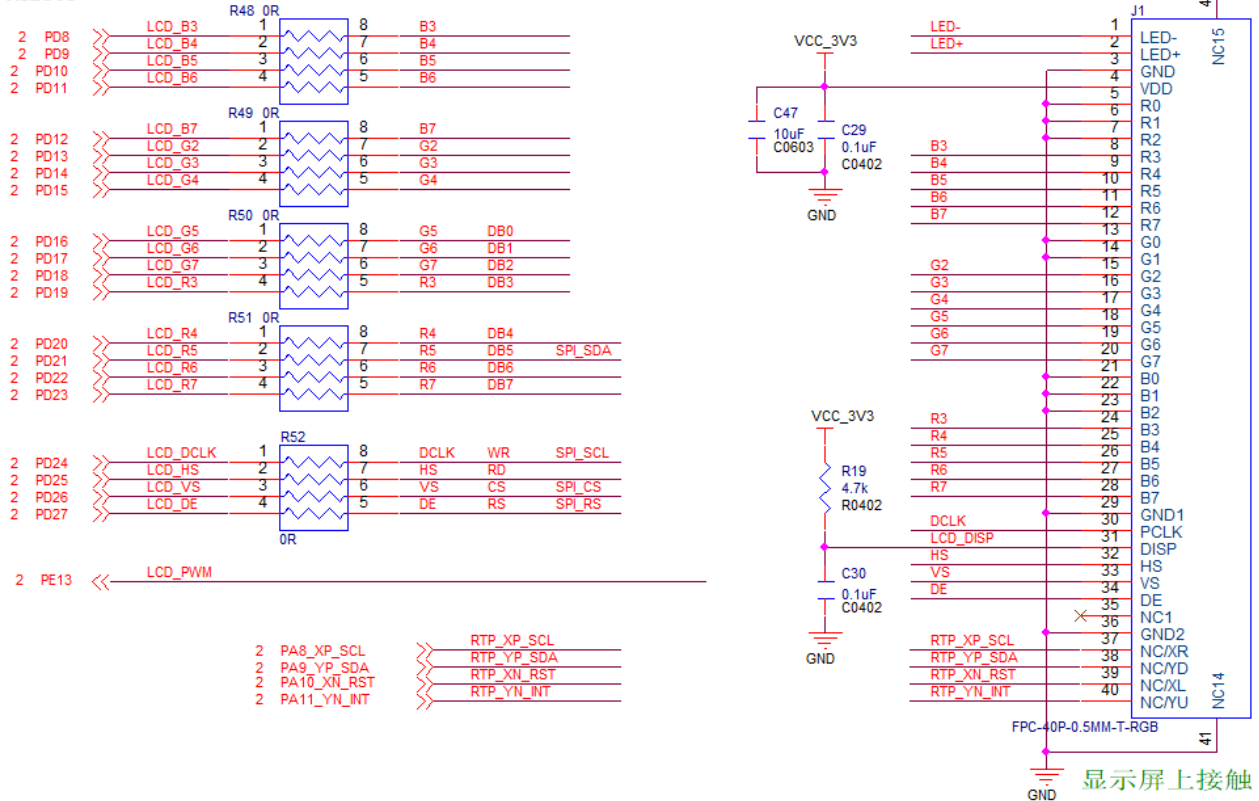 R48 0R
2 PD8 LCD_B3 1 8 B3
2 PD9 LCD_B4 2 7 B4
2 PD10 LCD_B5 3 6 B5
2 PD11 LCD_B6 4 5 B6
R49 0R
2 PD12 LCD_B7 1 8 B7
2 PD13 LCD_G2 2 7 G2
2 PD14 LCD_G3 3 6 G3
2 PD15 LCD_G4 4 5 G4
R50 0R
2 PD16 LCD_G5 1 8 G5 DB0
2 PD17 LCD_G6 2 7 G6 DB1
2 PD18 LCD_G7 3 6 G7 DB2
2 PD19 LCD_R3 4 5 R3 DB3
R51 0R
2 PD20 LCD_R4 1 8 R4 DB4
2 PD21 LCD_R5 2 7 R5 DB5 SPI_SDA
2 PD22 LCD_R6 3 6 R6 DB6
2 PD23 LCD_R7 4 5 R7 DB7
R52
2 PD24 LCD_DCLK 1 8 DCLK WR SPI_SCL
2 PD25 LCD_HS 2 7 HS RD
2 PD26 LCD_VS 3 6 VS CS SPI_CS
2 PD27 LCD_DE 4 5 DE RS SPI_RS
0R
2 PE13 LCD_PWM
2 PA8_XP_SCL RTP_XP_SCL
2 PA9_YP_SDA RTP_YP_SDA
2 PA10_XN_RST RTP_XN_RST
2 PA11_YN_INT RTP_YN_INT
VCC_3V3
C47
10uF
C0603
C29
0.1uF
C0402
GND
VCC_3V3
R19
4.7k
R0402
C30
0.1uF
C0402
GND
J1
4
NC15
LED- 1 LED-
LED+ 2 LED+
3 GND
4 VDD
5 R0
6 R1
7 R2
B3 8 R3
B4 9 R4
B5 10 R5
B6 11 R6
B7 12 R7
13 G0
14 G1
G2 15 G2
G3 16 G3
G4 17 G4
G5 18 G5
G6 19 G6
G7 20 G7
21 B0
22 B1
23 B2
R3 24 B3
R4 25 B4
R5 26 B5
R6 27 B6
R7 28 B7
29 GND1
DCLK 30 PCLK
LCD_DISP 31 DISP
HS 32 HS
VS 33 VS
DE 34 DE
35 NC1
36 GND2
RTP_XP_SCL 37 NC/XR
RTP_YP_SDA 38 NC/YD
RTP_XN_RST 39 NC/XL
RTP_YN_INT 40 NC/YU
NC14
41
FPC-40P-0.5MM-T-RGB
GND
显示屏上接触